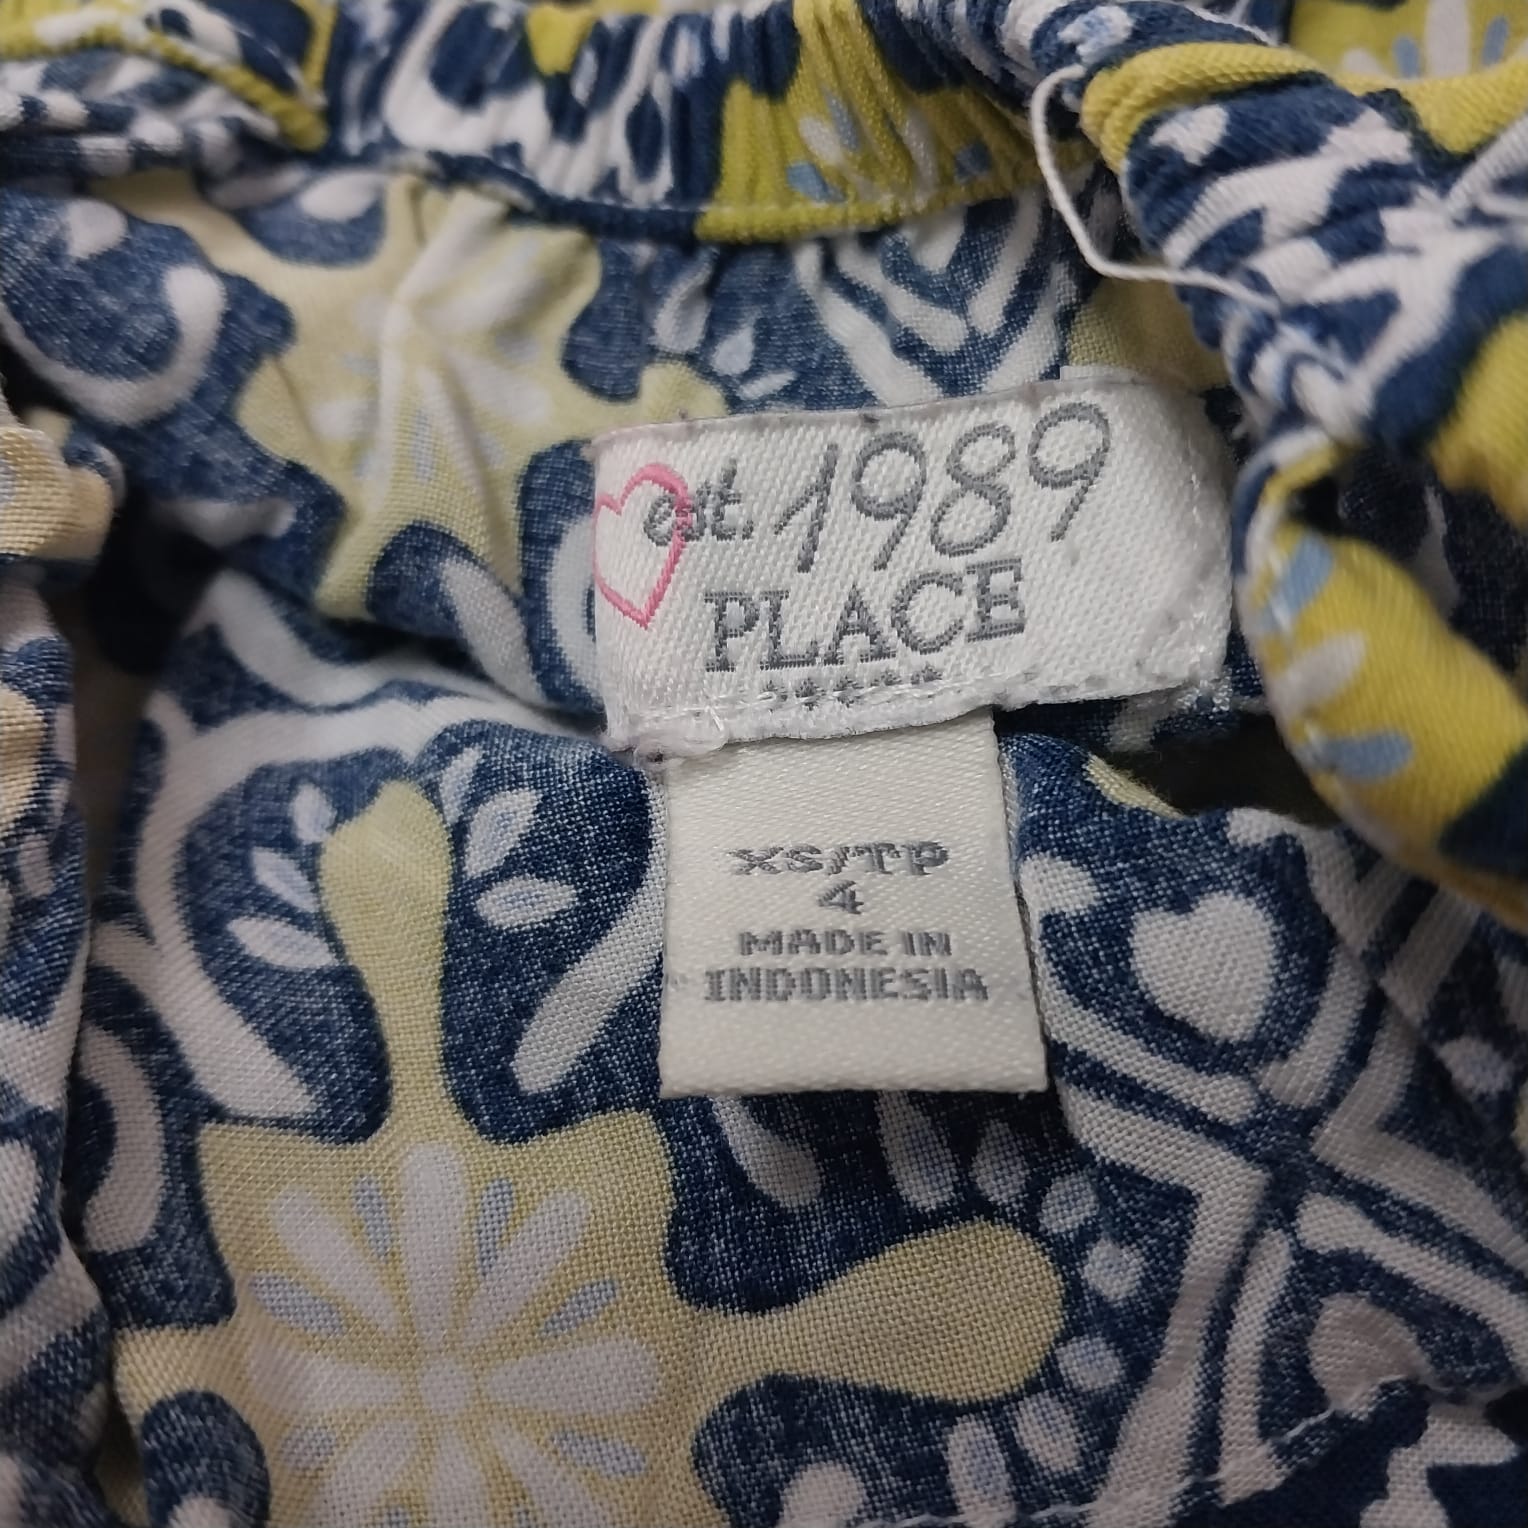 est. 1989
PLACE
XS/TP
4
MADE IN
INDONESIA